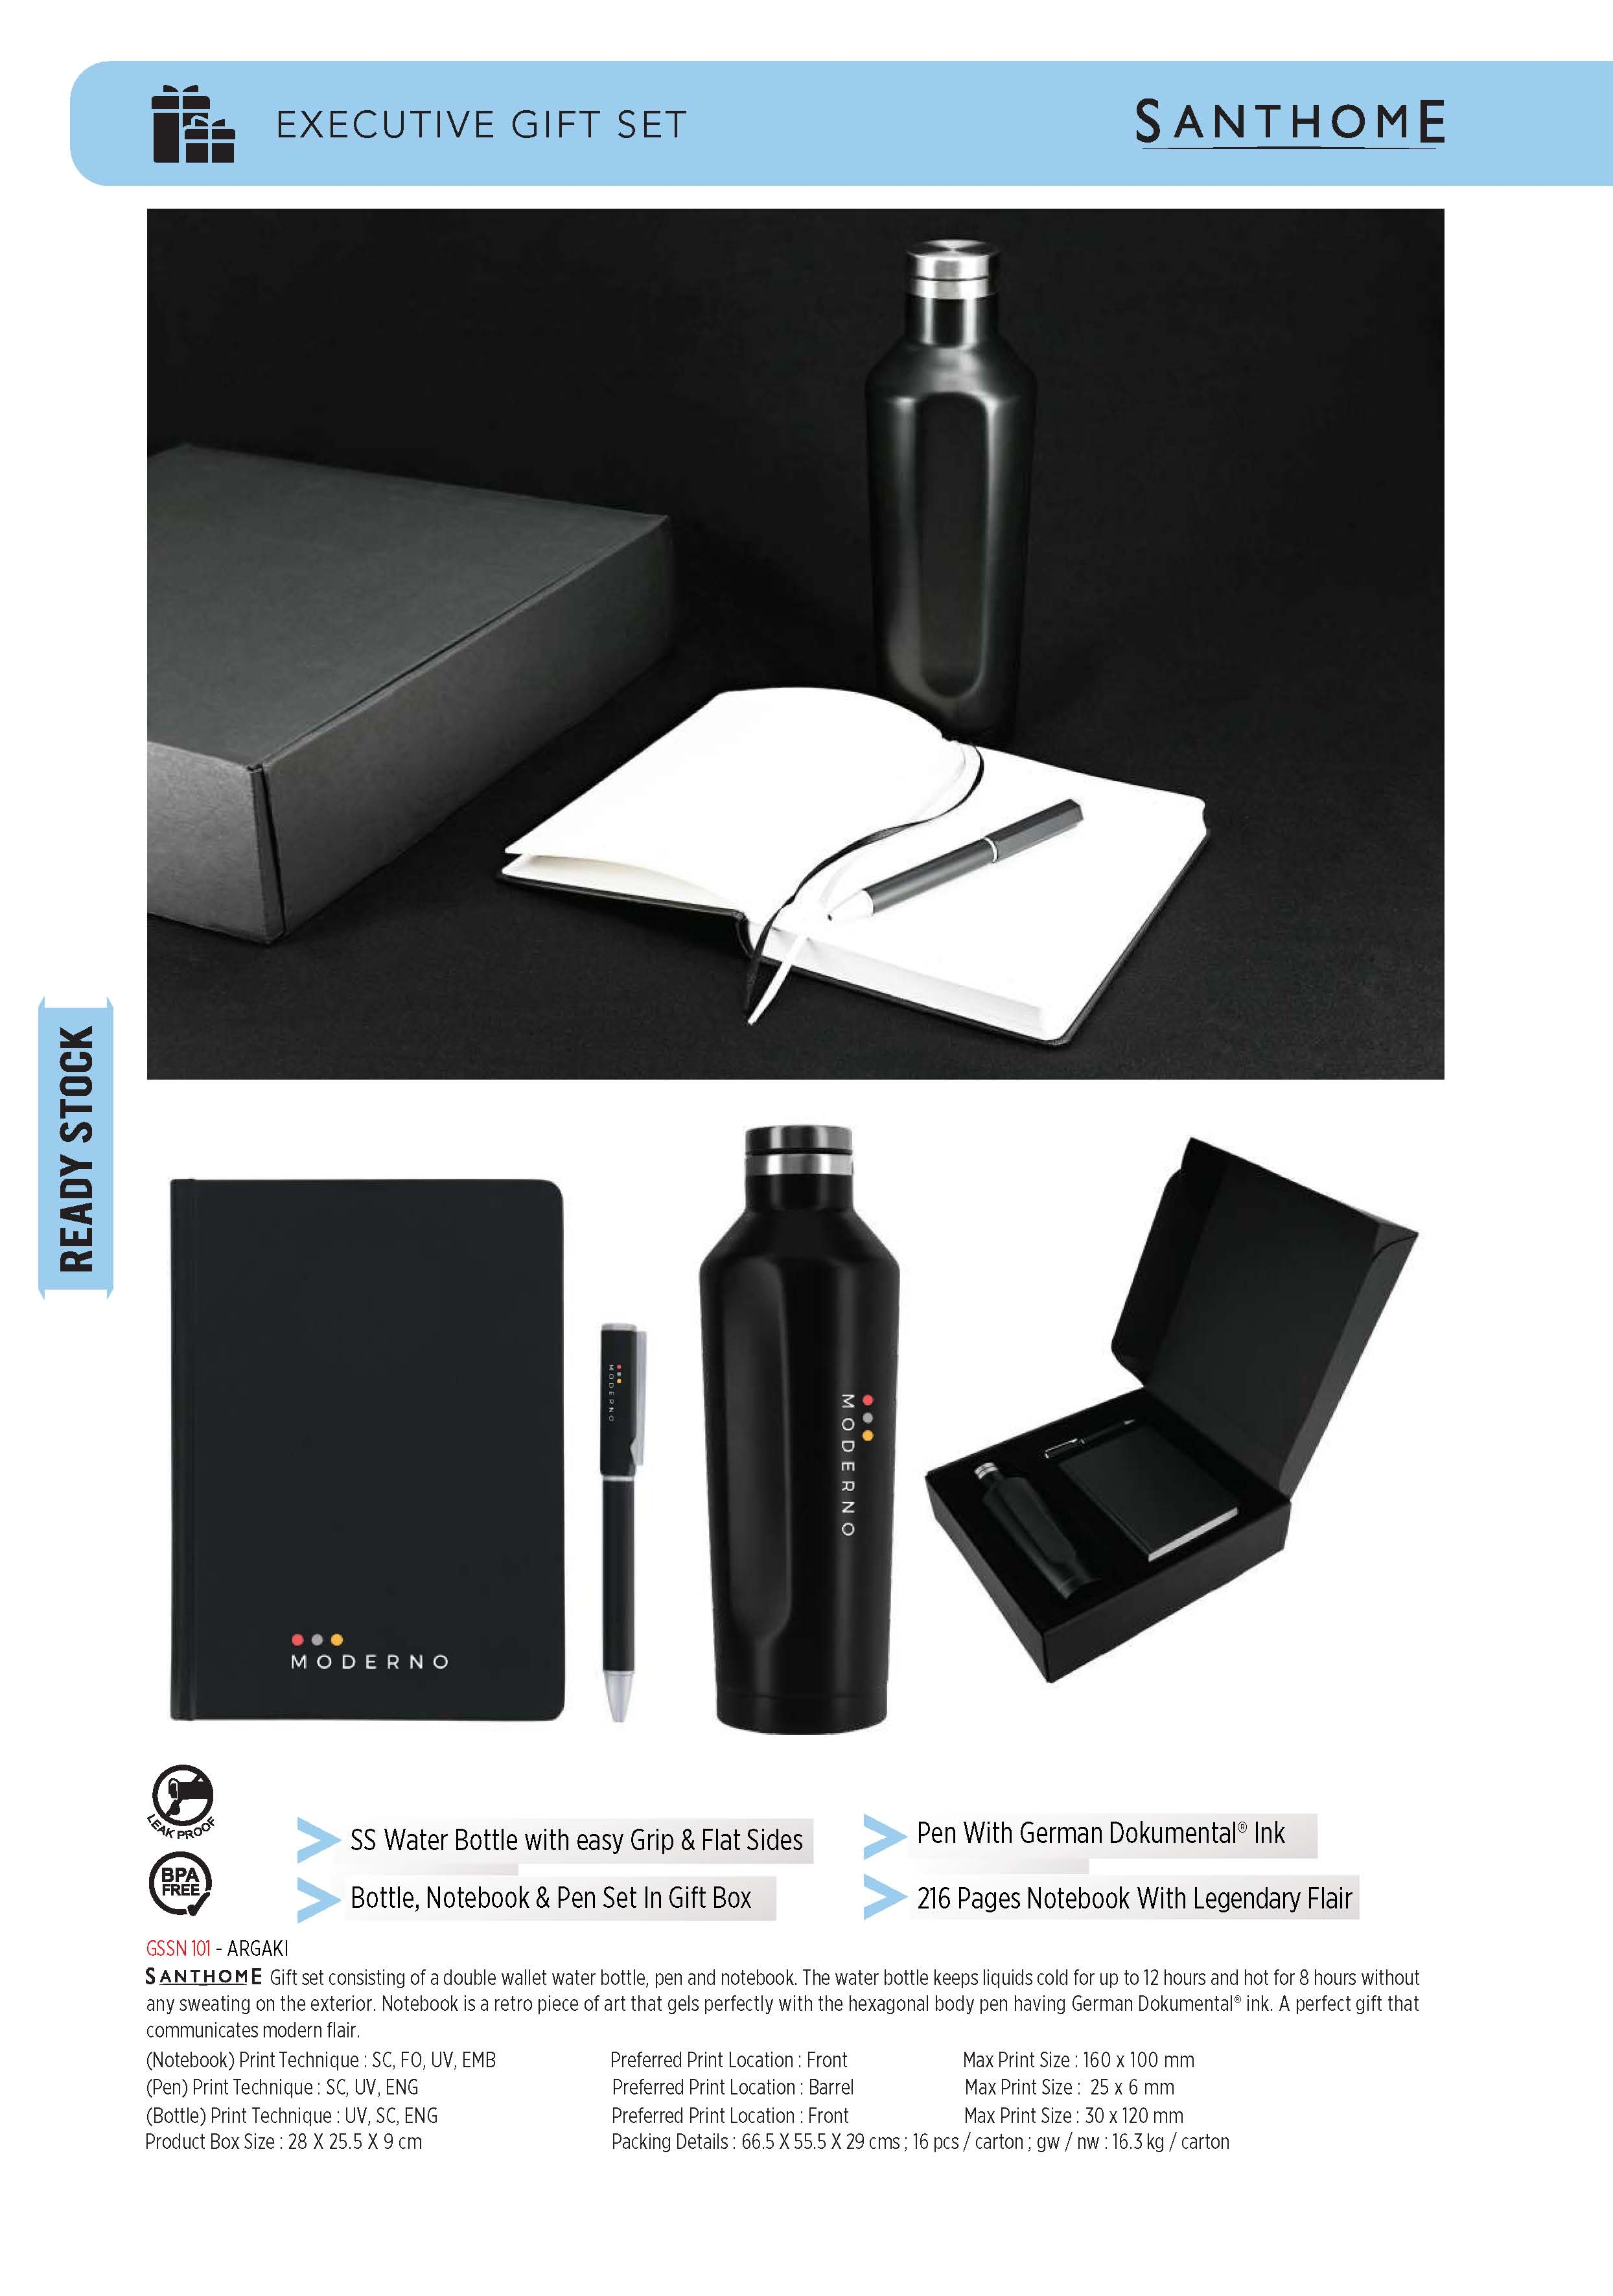 EXECUTIVE GIFT SET
SANTHOME
READY STOCK
MODERNO
MODERNO
MODERNO
LEAK PROOF
BPA
FREE
SS Water Bottle with easy Grip & Flat Sides
Pen With German Dokumental® Ink
Bottle, Notebook & Pen Set In Gift Box
216 Pages Notebook With Legendary Flair
GSSN 101 - ARGAKI
SANTHOME Gift set consisting of a double wallet water bottle, pen and notebook. The water bottle keeps liquids cold for up to 12 hours and hot for 8 hours without
any sweating on the exterior. Notebook is a retro piece of art that gels perfectly with the hexagonal body pen having German Dokumental® ink. A perfect gift that
communicates modern flair.
(Notebook) Print Technique : SC, FO, UV, EMB Preferred Print Location : Front Max Print Size : 160 x 100 mm
(Pen) Print Technique : SC, UV, ENG Preferred Print Location : Barrel Max Print Size : 25 x 6 mm
(Bottle) Print Technique : UV, SC, ENG Preferred Print Location : Front Max Print Size : 30 x 120 mm
Product Box Size : 28 X 25.5 X 9 cm Packing Details : 66.5 X 55.5 X 29 cms ; 16 pcs / carton ; gw / nw : 16.3 kg / carton